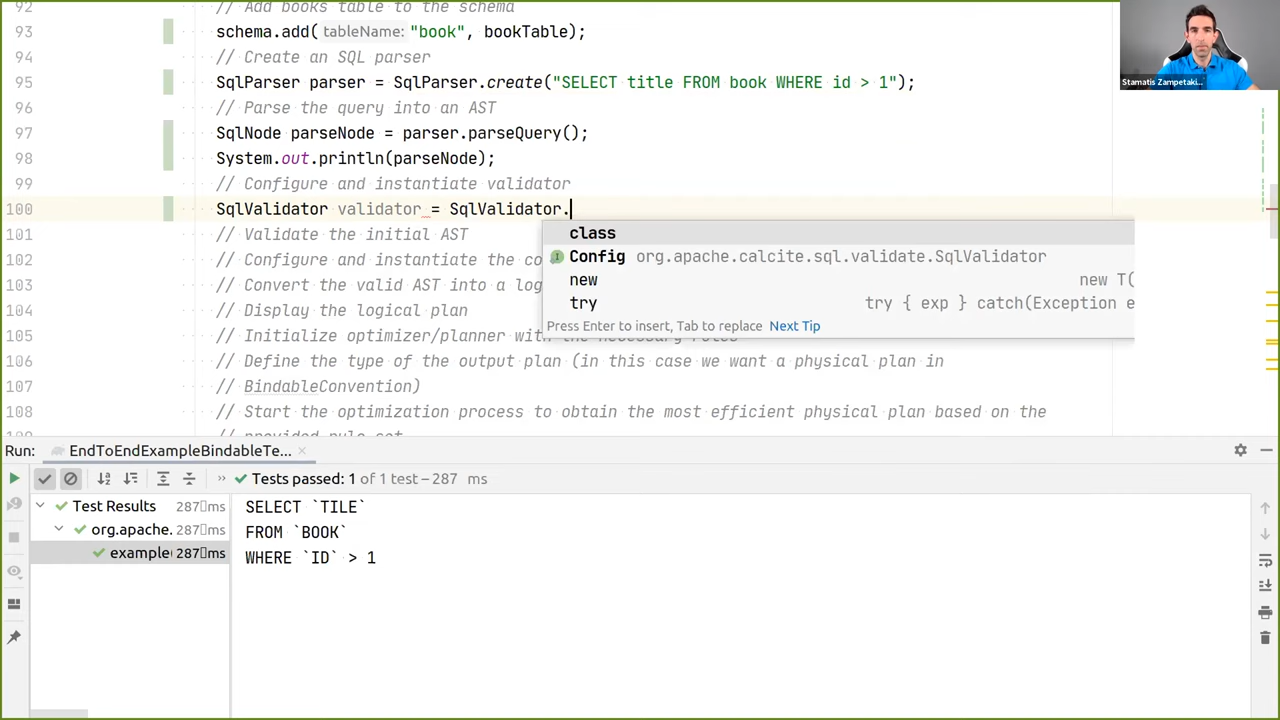 92 // Add books table to the schema
93 schema.add( tableName: "book", bookTable);
94 // Create an SQL parser
95 SqlParser parser = SqlParser.create("SELECT title FROM book WHERE id > 1");
96 // Parse the query into an AST
97 SqlNode parseNode = parser.parseQuery();
98 System.out.println(parseNode);
99 // Configure and instantiate validator
100 SqlValidator validator = SqlValidator.
101 // Validate the initial AST
102 // Configure and instantiate the co
103 // Convert the valid AST into a log
104 // Display the logical plan
105 // Initialize optimizer/planner with the necessary rules
106 // Define the type of the output plan (in this case we want a physical plan in
107 // BindableConvention)
108 // Start the optimization process to obtain the most efficient physical plan based on the
// provided rule set
class
Config org.apache.calcite.sql.validate.SqlValidator
new new T(
try try { exp } catch(Exception e
Press Enter to insert, Tab to replace Next Tip
Stamatis Zampetaki...
Run: EndToEndExampleBindableTe...
Tests passed: 1 of 1 test – 287 ms
Test Results 287 ms
org.apache. 287 ms
example( 287 ms
SELECT `TILE`
FROM `BOOK`
WHERE `ID` > 1